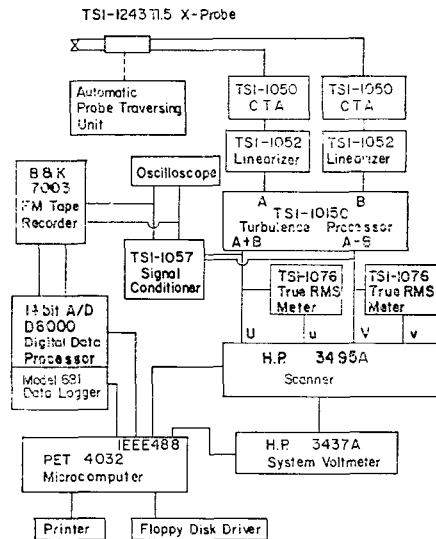 TSI-1243 T1.5 X-Probe
Automatic
Probe Traversing
Unit
TSI-1050
C.T.A
TSI-1050
C.T.A
TSI-1052
Linearizer
TSI-1052
Linearizer
B & K
7003
FM Tape
Recorder
Oscilloscope
A
B
TSI-1015C
Turbulence Processor
A+B
A-B
TSI-1057
Signal
Conditioner
TSI-1076
True RMS
Meter
TSI-1076
True RMS
Meter
14 bit A/D
D6000
Digital Data
Processor
Model 681
Data Logger
U
u
V
v
H.P. 3495A
Scanner
IEEE488
PET 4032
Microcomputer
H.P. 3437A
System Voltmeter
Printer
Floppy Disk Driver